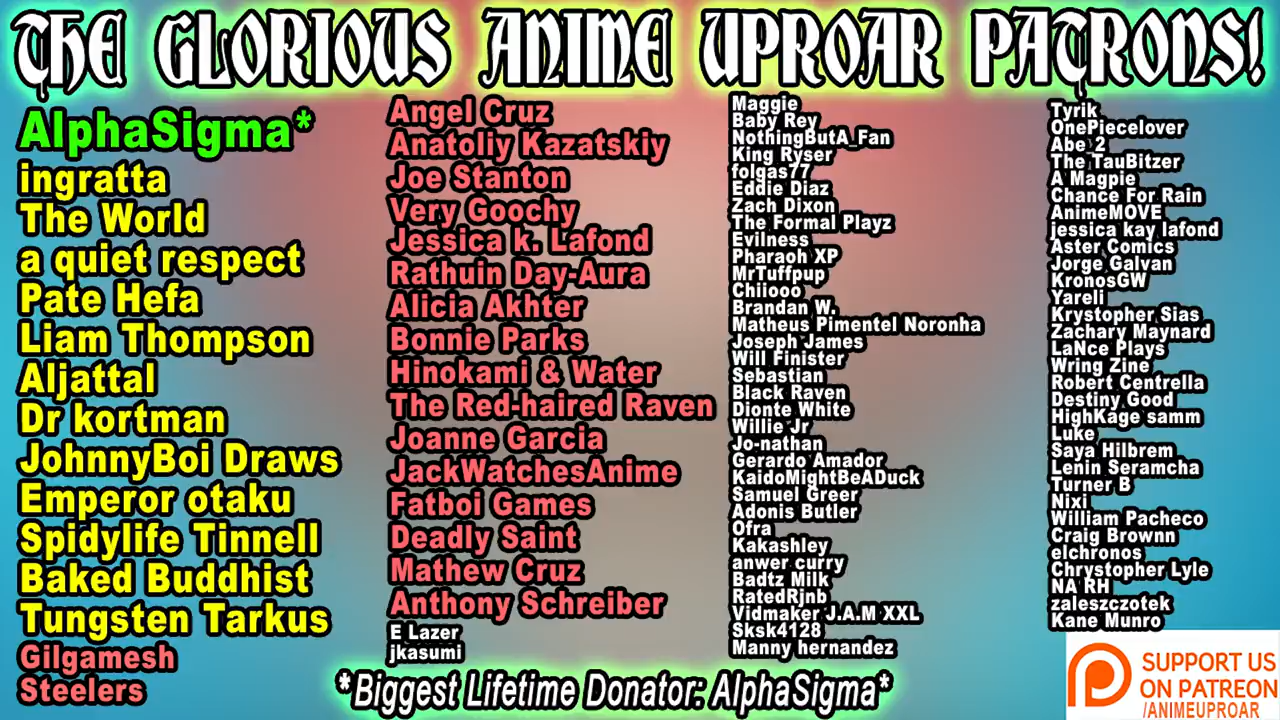 THE GLORIOUS ANIME UPROAR PATRONS!
AlphaSigma*
ingratta
The World
a quiet respect
Pate Hefa
Liam Thompson
Aljattal
Dr kortman
JohnnyBoi Draws
Emperor otaku
Spidylife Tinnell
Baked Buddhist
Tungsten Tarkus
Gilgamesh
Steelers
Angel Cruz
Anatoliy Kazatskiy
Joe Stanton
Very Goochy
Jessica k. Lafond
Rathuin Day-Aura
Alicia Akhter
Bonnie Parks
Hinokami & Water
The Red-haired Raven
Joanne Garcia
JackWatchesAnime
Fatboi Games
Deadly Saint
Mathew Cruz
Anthony Schreiber
E Lazer
jkasumi
Maggie
Baby Rey
NothingButA_Fan
King Ryser
folgas77
Eddie Diaz
Zach Dixon
The Formal Playz
Evilness
Pharaoh XP
MrTuffpup
Chiiooo
Brandan W.
Matheus Pimentel Noronha
Joseph James
Will Finister
Sebastian
Black Raven
Dionte White
Willie Jr
Jo-nathan
Gerardo Amador
KaidoMightBeADuck
Samuel Greer
Adonis Butler
Ofra
Kakashley
anwer curry
Badtz Milk
RatedRjnb
Vidmaker J.A.M XXL
Sksk4128
Manny hernandez
Tyrik
OnePiecelover
Abe_2
The TauBitzer
A Magpie
Chance For Rain
AnimeMOVE
jessica kay lafond
Aster Comics
Jorge Galvan
KronosGW
Yareli
Krystopher Sias
Zachary Maynard
LaNce Plays
Wring Zine
Robert Centrella
Destiny Good
HighKage samm
Luke
Saya Hilbrem
Lenin Seramcha
Turner B
Nixi
William Pacheco
Craig Brownn
elchronos
Chrystopher Lyle
NA RH
zaleszczotek
Kane Munro
*Biggest Lifetime Donator: AlphaSigma*
SUPPORT US
ON PATREON
/ANIMEUPROAR